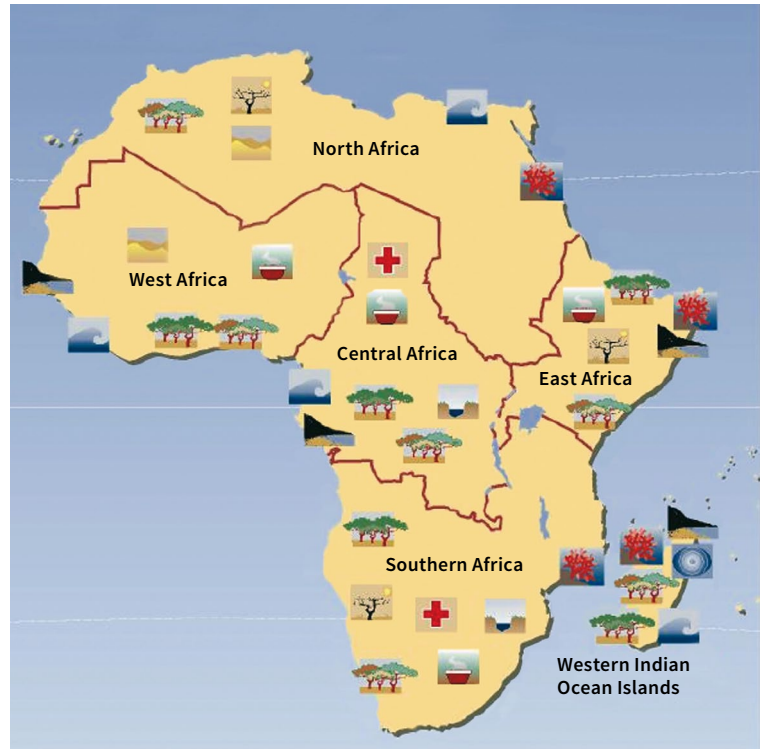 North Africa
West Africa
Central Africa
East Africa
Southern Africa
Western Indian
Ocean Islands